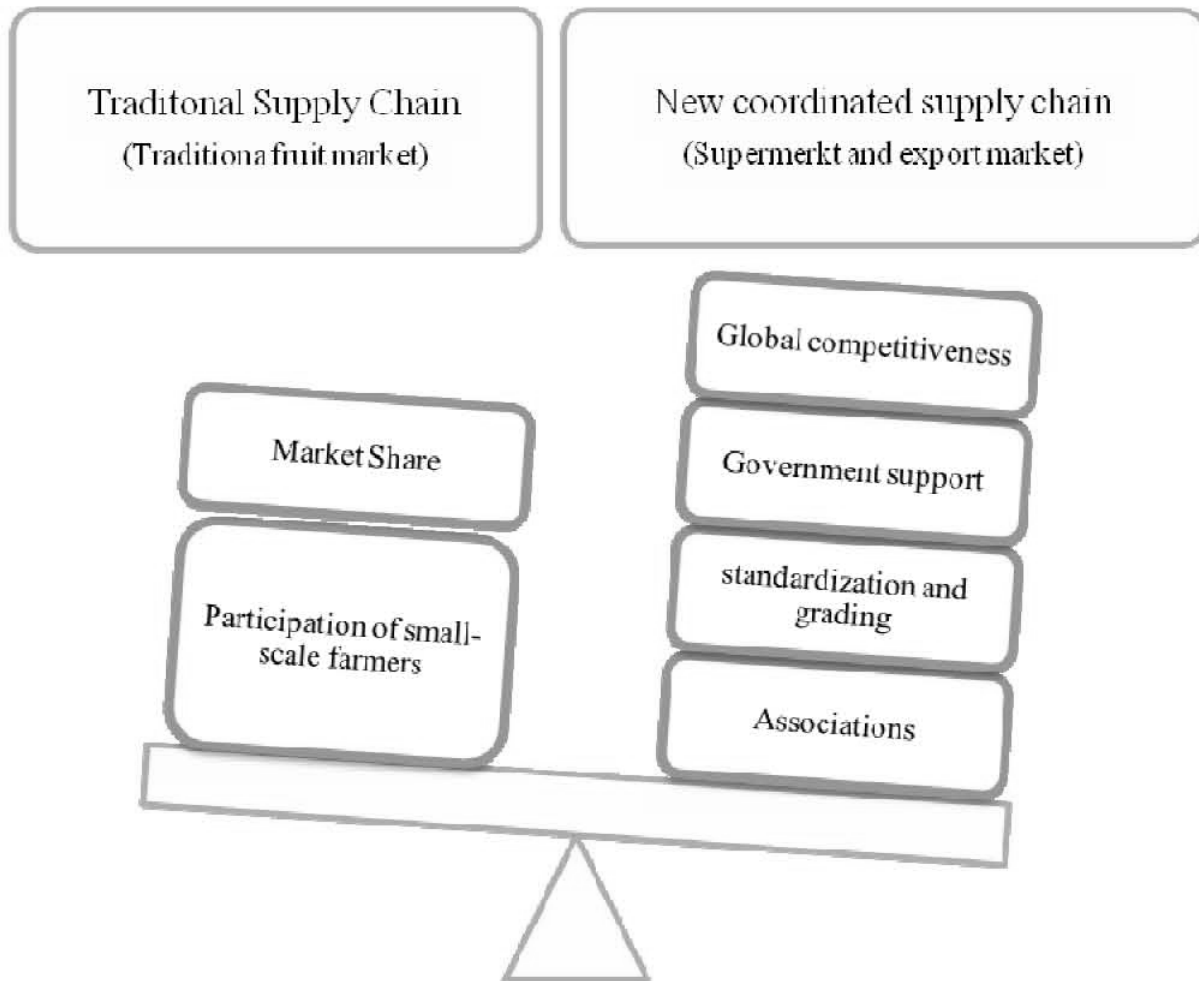 Traditonal Supply Chain
(Traditiona fruit market)
New coordinated supply chain
(Supermerkt and export market)
Market Share
Participation of small-
scale farmers
Global competitiveness
Government support
standardization and
grading
Associations